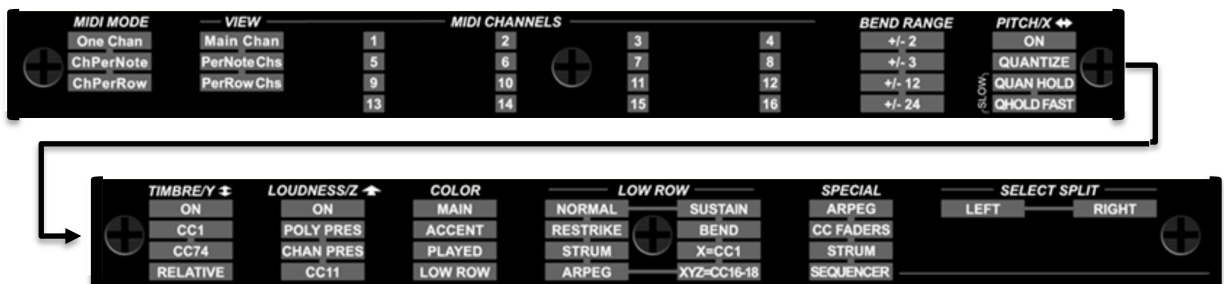 MIDI MODE VIEW MIDI CHANNELS BEND RANGE PITCH/X
One Chan Main Chan 1 2 3 4 +/- 2 ON
ChPerNote PerNote Chs 5 6 7 8 +/- 3 QUANTIZE
ChPerRow PerRow Chs 9 10 11 12 +/- 12 QUAN HOLD
13 14 15 16 +/- 24 QHOLD FAST
SLOW
TIMBRE/Y LOUDNESS/Z COLOR LOW ROW SPECIAL SELECT SPLIT
ON ON MAIN NORMAL SUSTAIN ARPEG LEFT RIGHT
CC1 POLY PRES ACCENT RESTRIKE BEND CC FADERS
CC74 CHAN PRES PLAYED STRUM X=CC1 STRUM
RELATIVE CC11 LOW ROW ARPEG XYZ=CC16-18 SEQUENCER